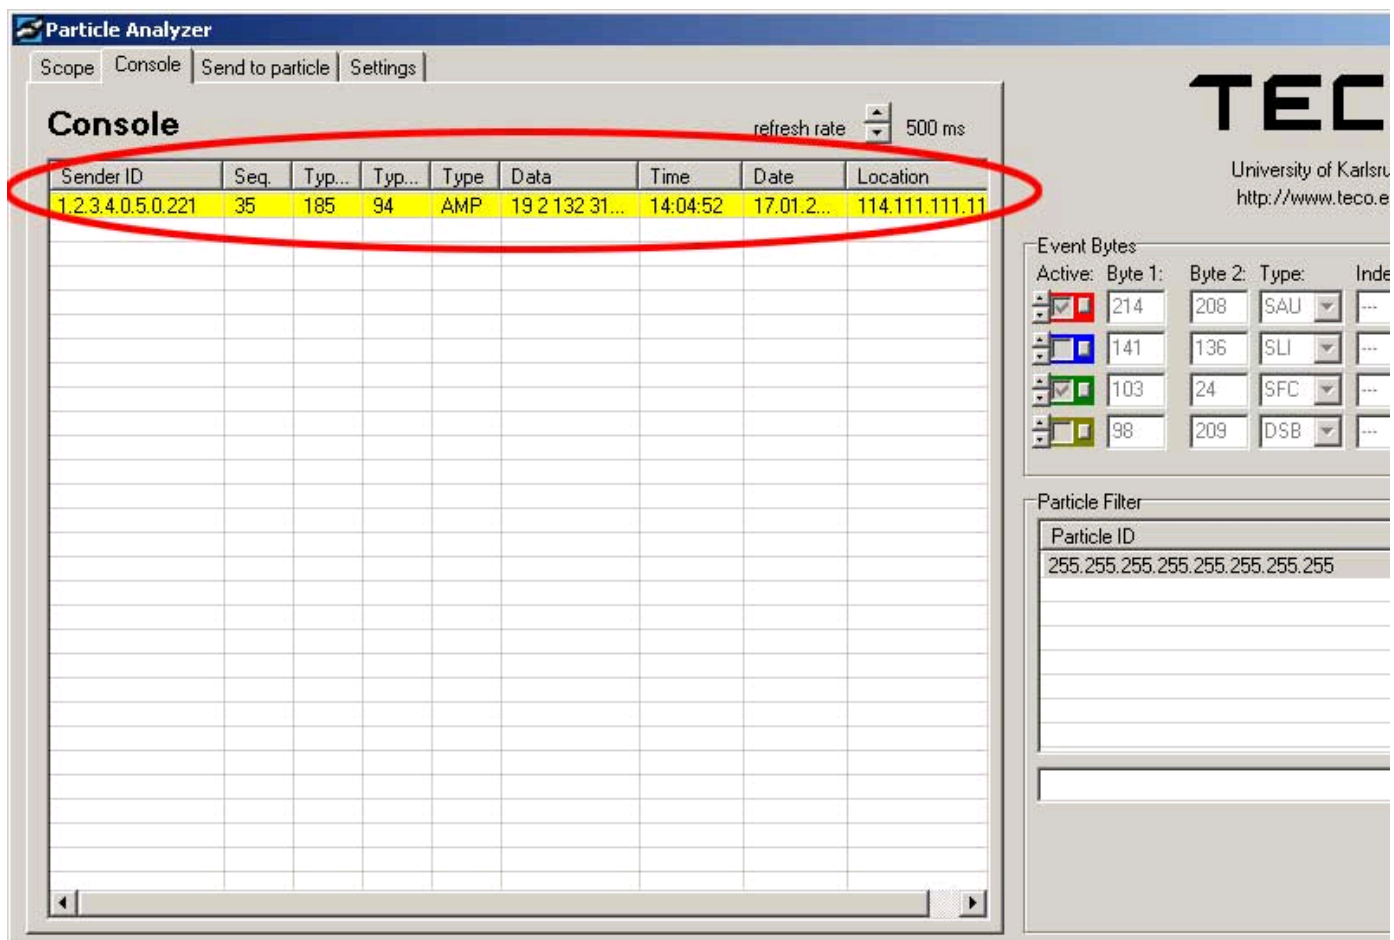 Particle Analyzer
Scope Console Send to particle Settings
Console
refresh rate 500 ms
Sender ID Seq. Typ... Typ... Type Data Time Date Location
1.2.3.4.0.5.0.221 35 185 94 AMP 19 2 132 31... 14:04:52 17.01.2... 114.111.111.11
TEC
University of Karlsru
http://www.teco.e
Event Bytes
Active: Byte 1: Byte 2: Type: Inde
214 208 SAU ---
141 136 SLI ---
103 24 SFC ---
98 209 DSB ---
Particle Filter
Particle ID
255.255.255.255.255.255.255.255